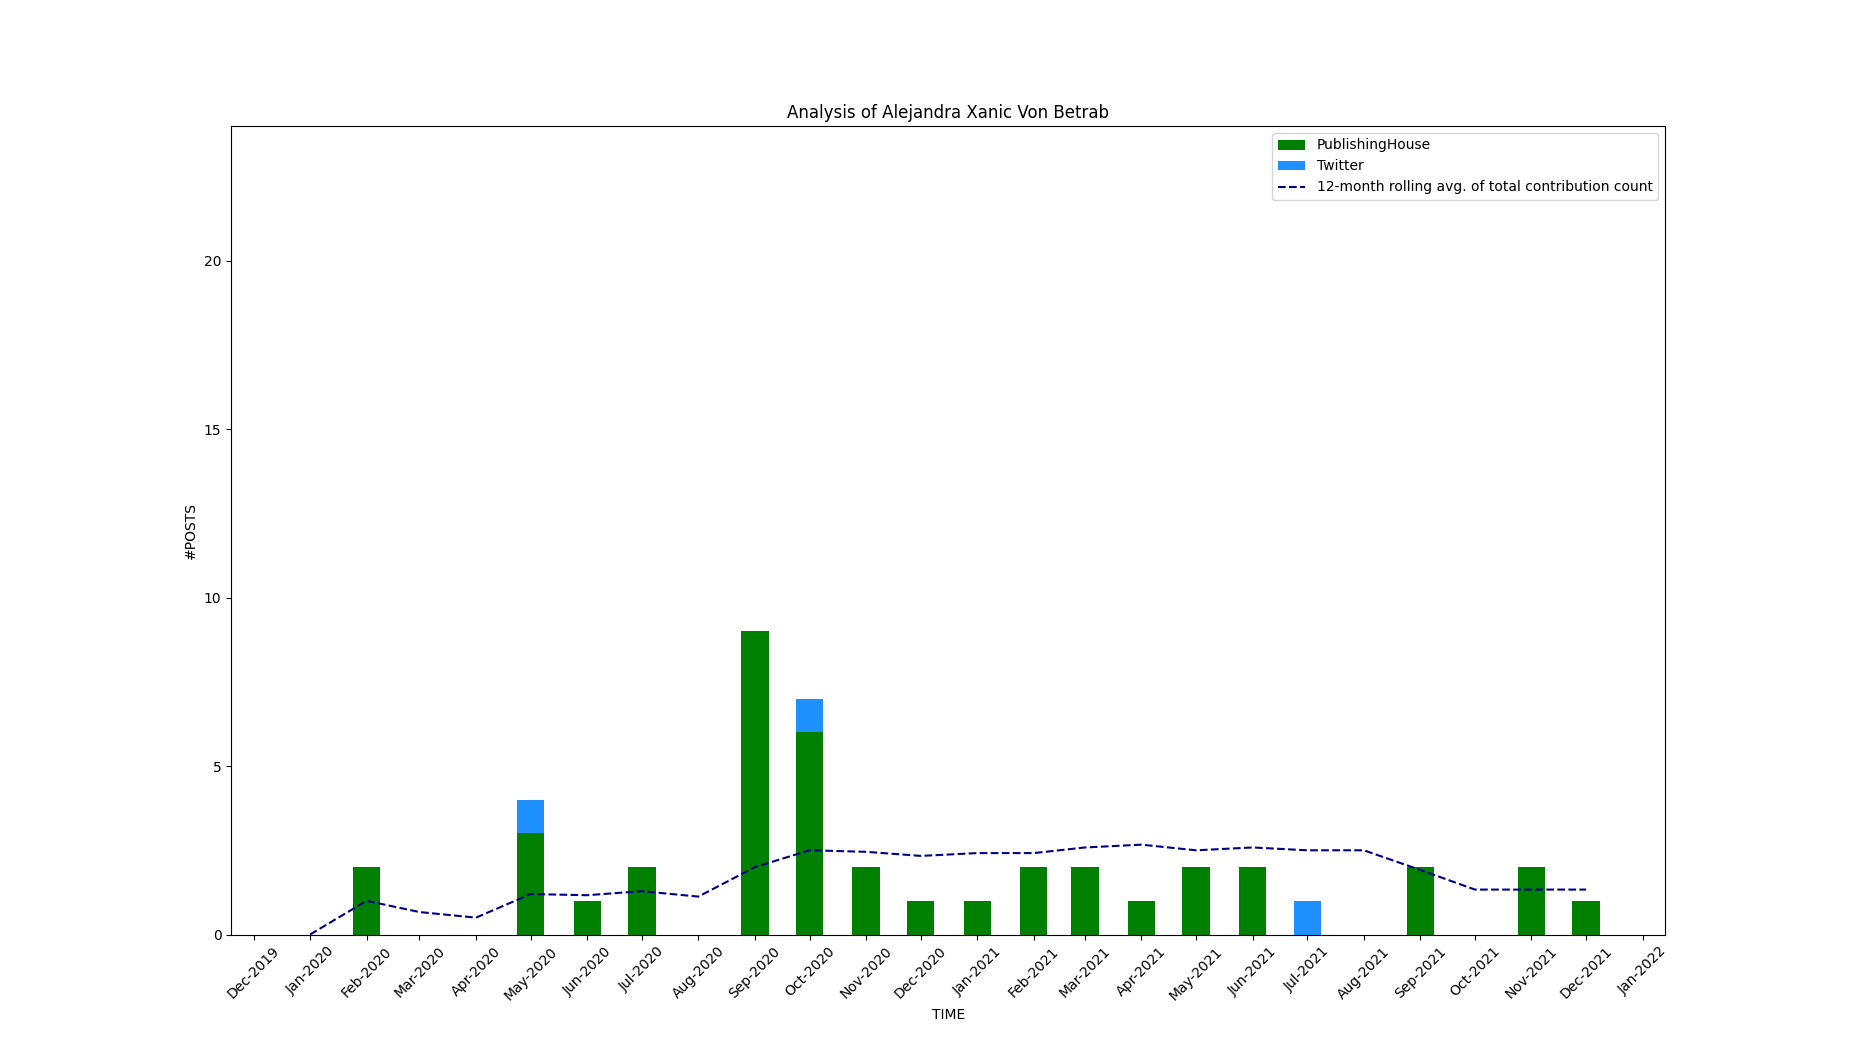 Analysis of Alejandra Xanic Von Betrab
PublishingHouse
Twitter
12-month rolling avg. of total contribution count
20
15
10
5
0
#POSTS
Dec-2019
Jan-2020
Feb-2020
Mar-2020
Apr-2020
May-2020
Jun-2020
Jul-2020
Aug-2020
Sep-2020
Oct-2020
Nov-2020
Dec-2020
Jan-2021
Feb-2021
Mar-2021
Apr-2021
May-2021
Jun-2021
Jul-2021
Aug-2021
Sep-2021
Oct-2021
Nov-2021
Dec-2021
Jan-2022
TIME